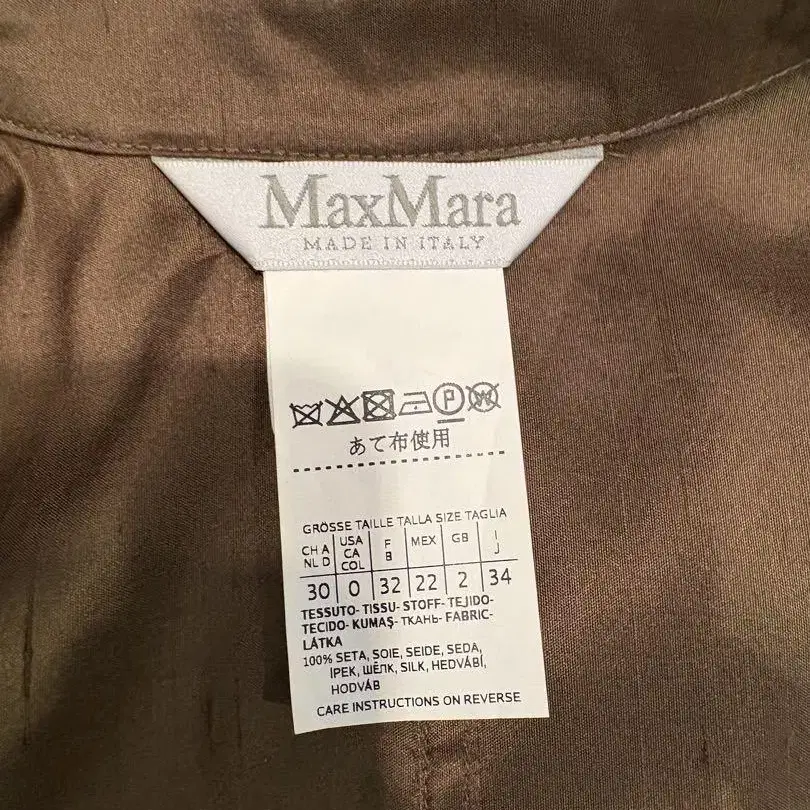 MaxMara
MADE IN ITALY
P W
あて布使用
GRÖSSE TAILLE TALLA SIZE TAGLIA
CH A NL D USA CA COL F B MEX GB I J
30 0 32 22 2 34
TESSUTO- TISSU- STOFF- TEJIDO-
TECIDO- KUMAŞ- ТКАНЬ- FABRIC-
LÁTKA
100% SETA, SOIE, SEIDE, SEDA,
İPEK, ШЁЛК, SILK, HEDVÁBÍ,
HODVÁB
CARE INSTRUCTIONS ON REVERSE